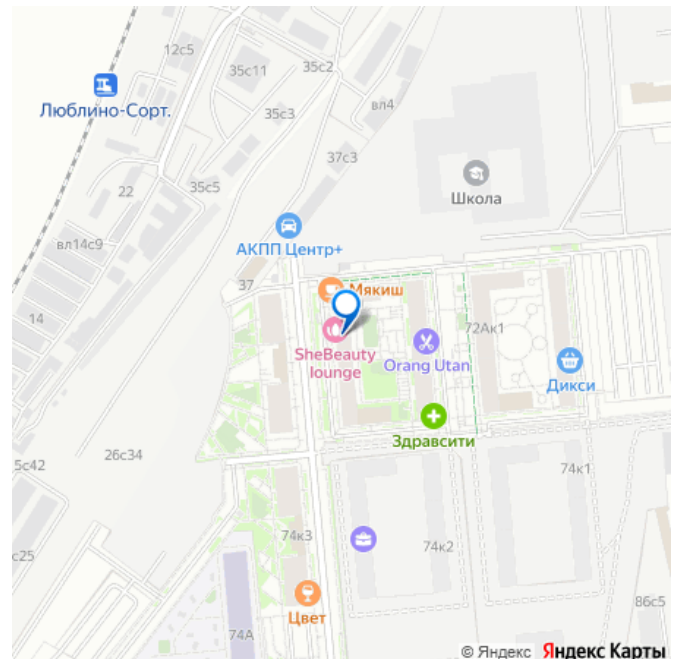 12с5
35с11
35с2
Люблино-Сорт.
35с3
вл4
37с3
22
35с5
Школа
вл14с9
АКПП Центр+
37
Мякиш
14
72Ак1
SheBeauty
lounge
Orang Utan
Дикси
Здравсити
26с34
5с42
74к1
74к3
74к2
с25
Цвет
86с5
74А
© Яндекс Яндекс Карты